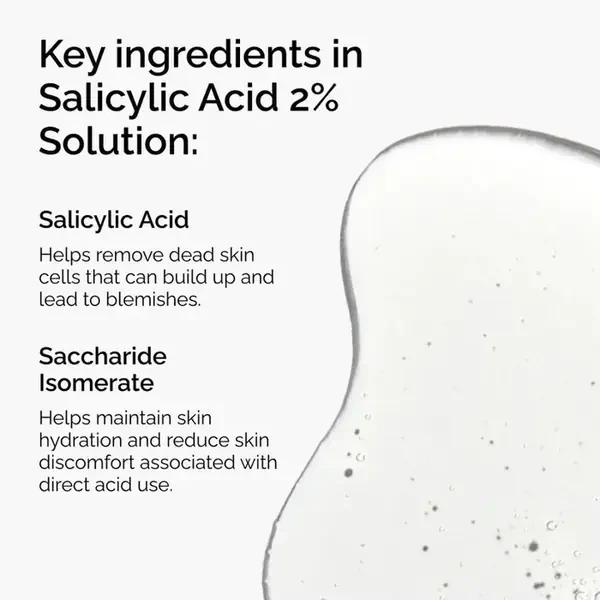 Key ingredients in
Salicylic Acid 2%
Solution:
Salicylic Acid
Helps remove dead skin
cells that can build up and
lead to blemishes.
Saccharide
Isomerate
Helps maintain skin
hydration and reduce skin
discomfort associated with
direct acid use.